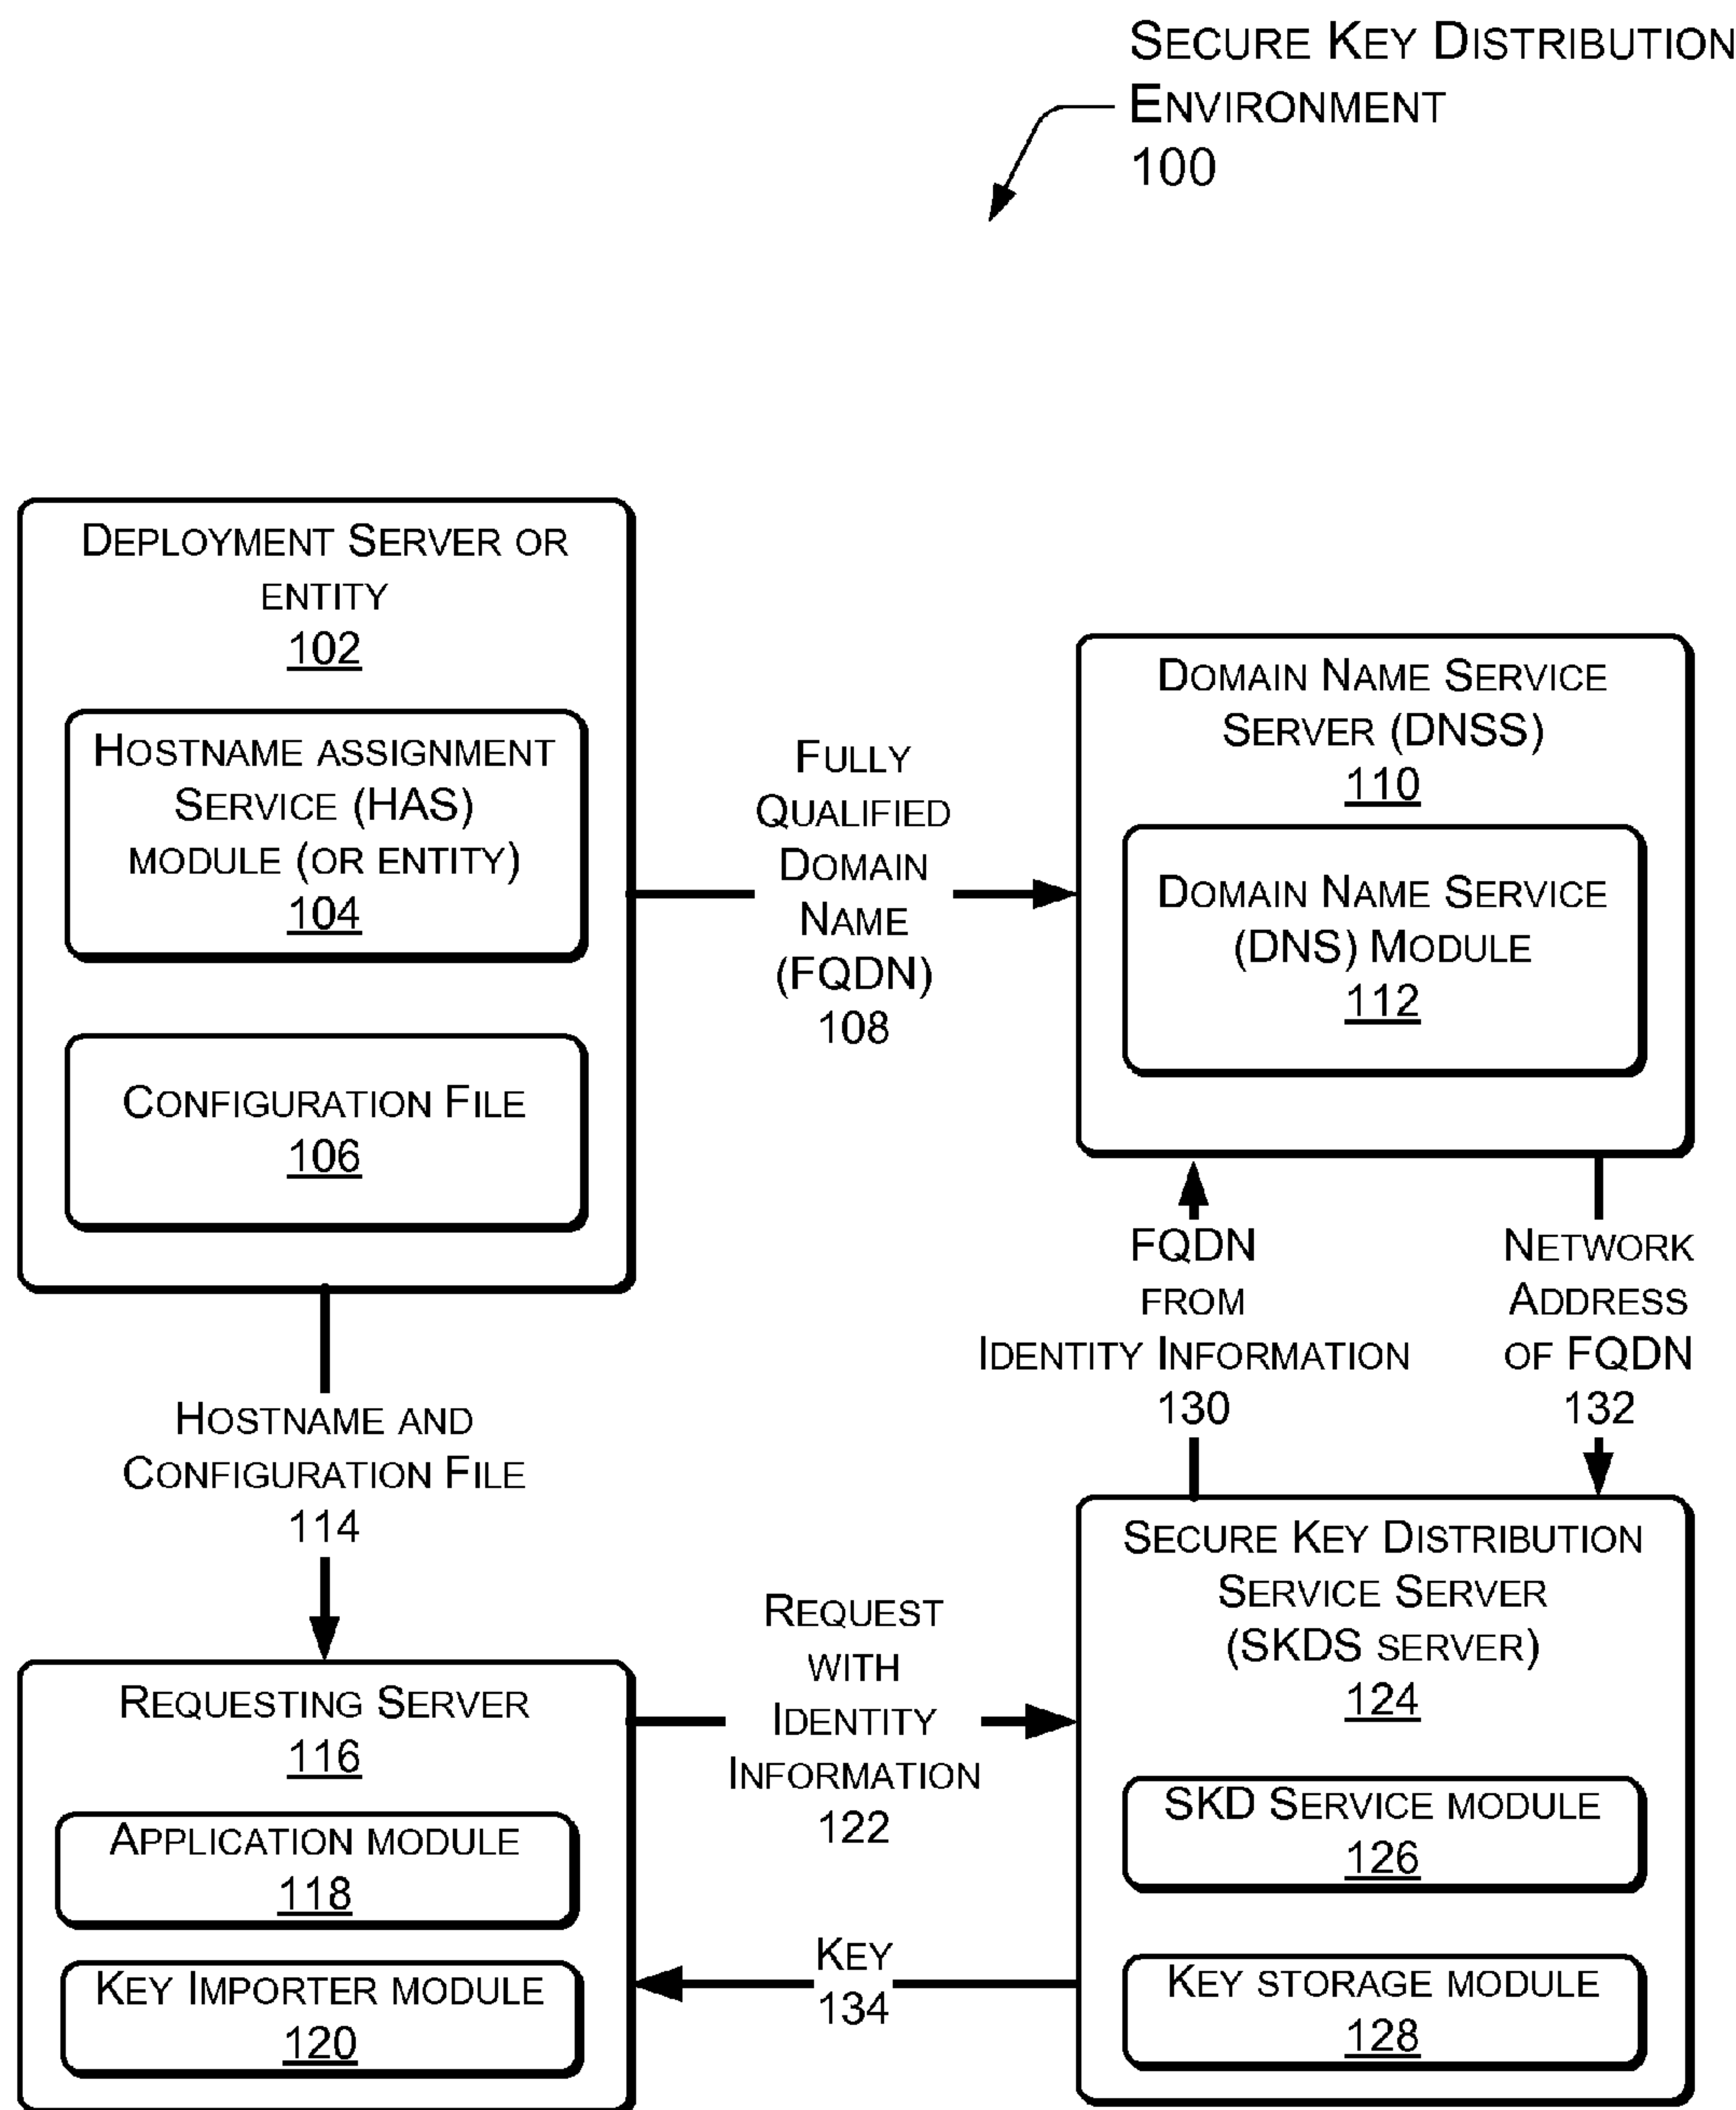 SECURE KEY DISTRIBUTION
ENVIRONMENT
100
DEPLOYMENT SERVER OR
ENTITY
102
HOSTNAME ASSIGNMENT
SERVICE (HAS)
MODULE (OR ENTITY)
104
CONFIGURATION FILE
106
FULLY
QUALIFIED
DOMAIN
NAME
(FQDN)
108
DOMAIN NAME SERVICE
SERVER (DNSS)
110
DOMAIN NAME SERVICE
(DNS) MODULE
112
HOSTNAME AND
CONFIGURATION FILE
114
FQDN
FROM
IDENTITY INFORMATION
130
NETWORK
ADDRESS
OF FQDN
132
REQUESTING SERVER
116
APPLICATION MODULE
118
KEY IMPORTER MODULE
120
REQUEST
WITH
IDENTITY
INFORMATION
122
KEY
134
SECURE KEY DISTRIBUTION
SERVICE SERVER
(SKDS SERVER)
124
SKD SERVICE MODULE
126
KEY STORAGE MODULE
128